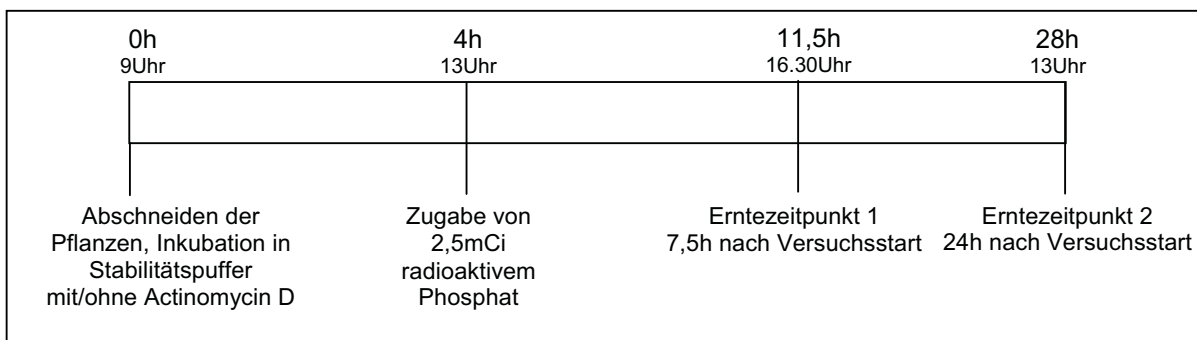 0h
9Uhr
4h
13Uhr
11,5h
16.30Uhr
28h
13Uhr
Abschneiden der
Pflanzen, Inkubation in
Stabilitätspuffer
mit/ohne Actinomycin D
Zugabe von
2,5mCi
radioaktivem
Phosphat
Erntezeitpunkt 1
7,5h nach Versuchsstart
Erntezeitpunkt 2
24h nach Versuchsstart